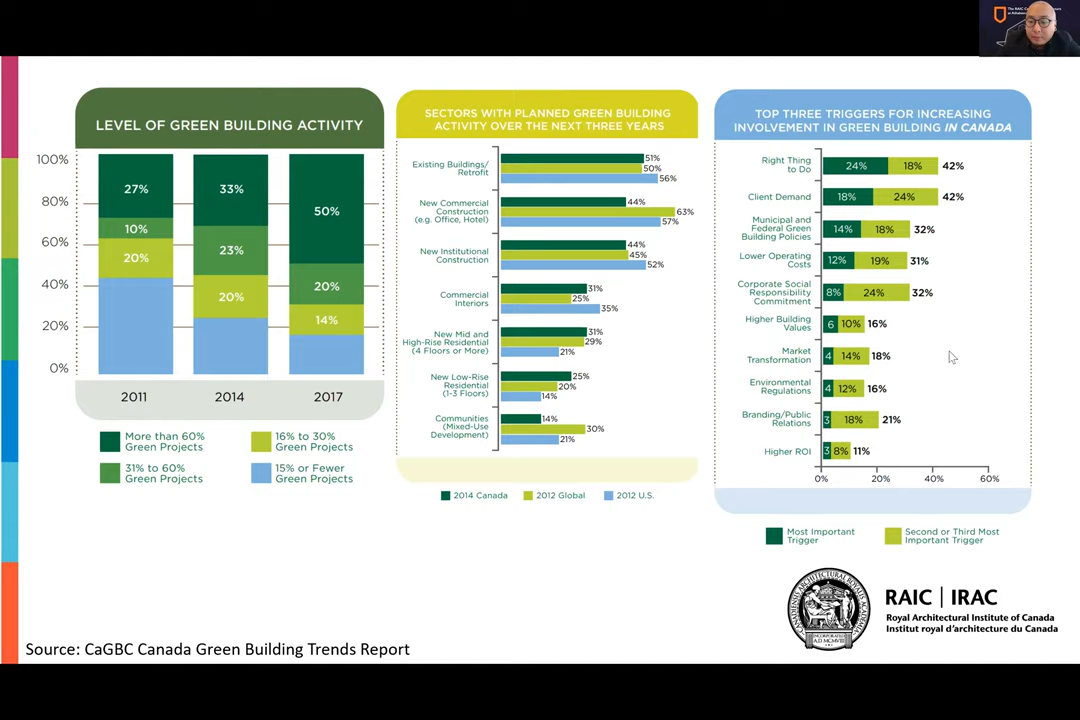 LEVEL OF GREEN BUILDING ACTIVITY
100%
80%
60%
40%
20%
0%
27%
10%
20%
33%
23%
20%
50%
20%
14%
2011
2014
2017
More than 60%
Green Projects
16% to 30%
Green Projects
31% to 60%
Green Projects
15% or Fewer
Green Projects
SECTORS WITH PLANNED GREEN BUILDING
ACTIVITY OVER THE NEXT THREE YEARS
Existing Buildings/
Retrofit
51%
50%
56%
New Commercial
Construction
(e.g. Office, Hotel)
44%
63%
57%
New Institutional
Construction
44%
45%
52%
Commercial
Interiors
31%
25%
35%
New Mid and
High-Rise Residential
(4 Floors or More)
31%
29%
21%
New Low-Rise
Residential
(1-3 Floors)
25%
20%
14%
Communities
(Mixed-Use
Development)
14%
30%
21%
2014 Canada
2012 Global
2012 U.S.
TOP THREE TRIGGERS FOR INCREASING
INVOLVEMENT IN GREEN BUILDING IN CANADA
Right Thing
to Do
24% 18% 42%
Client Demand
18% 24% 42%
Municipal and
Federal Green
Building Policies
14% 18% 32%
Lower Operating
Costs
12% 19% 31%
Corporate Social
Responsibility
Commitment
8% 24% 32%
Higher Building
Values
6 10% 16%
Market
Transformation
4 14% 18%
Environmental
Regulations
4 12% 16%
Branding/Public
Relations
3 18% 21%
Higher ROI
3 8% 11%
0% 20% 40% 60%
Most Important
Trigger
Second or Third Most
Important Trigger
RAIC | IRAC
Royal Architectural Institute of Canada
Institut royal d'architecture du Canada
Source: CaGBC Canada Green Building Trends Report